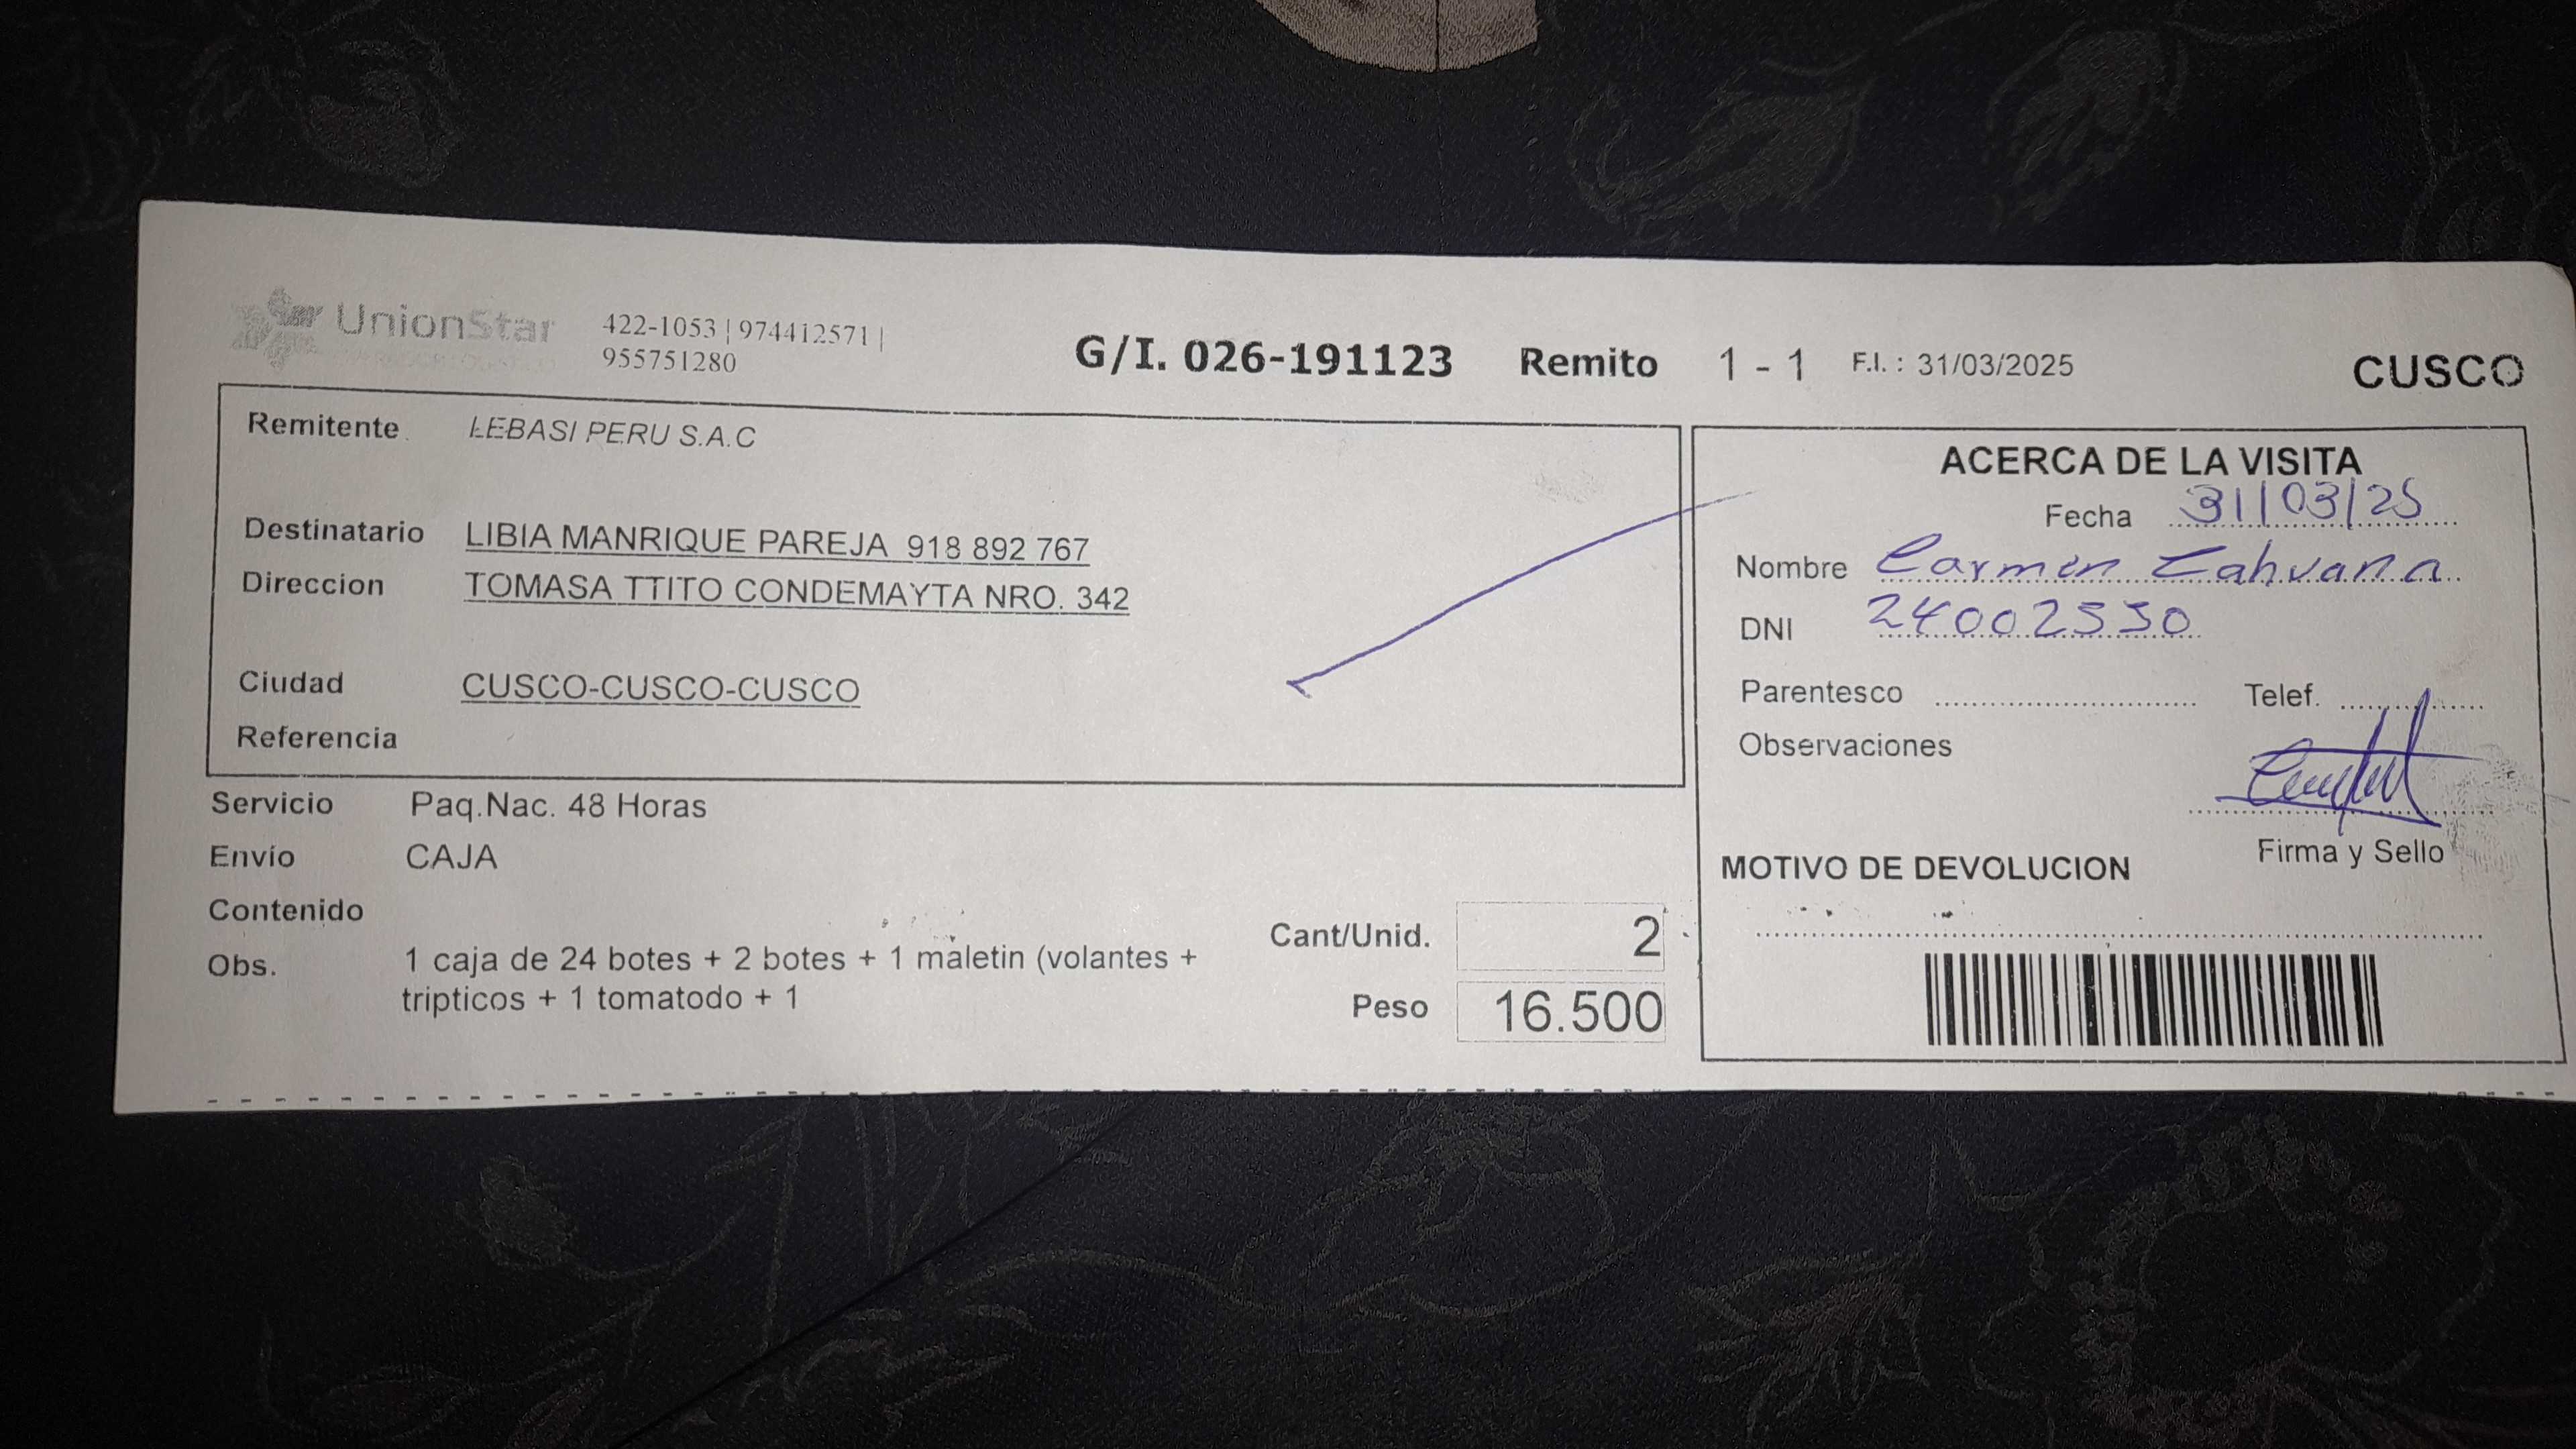 UnionStar 422-1053 | 974412571 |
955751280
G/I. 026-191123 Remito 1 - 1 F.I. : 31/03/2025 CUSCO
Remitente LEBASI PERU S.A.C
Destinatario LIBIA MANRIQUE PAREJA 918 892 767
Direccion TOMASA TTITO CONDEMAYTA NRO. 342
Ciudad CUSCO-CUSCO-CUSCO
Referencia
Servicio Paq.Nac. 48 Horas
Envio CAJA
Contenido
Obs. 1 caja de 24 botes + 2 botes + 1 maletin (volantes +
tripticos + 1 tomatodo + 1
Cant/Unid. 2
Peso 16.500
ACERCA DE LA VISITA
Fecha 31/03/25
Nombre Carmen Cahuana
DNI 24002530
Parentesco Telef.
Observaciones
Firma y Sello
MOTIVO DE DEVOLUCION